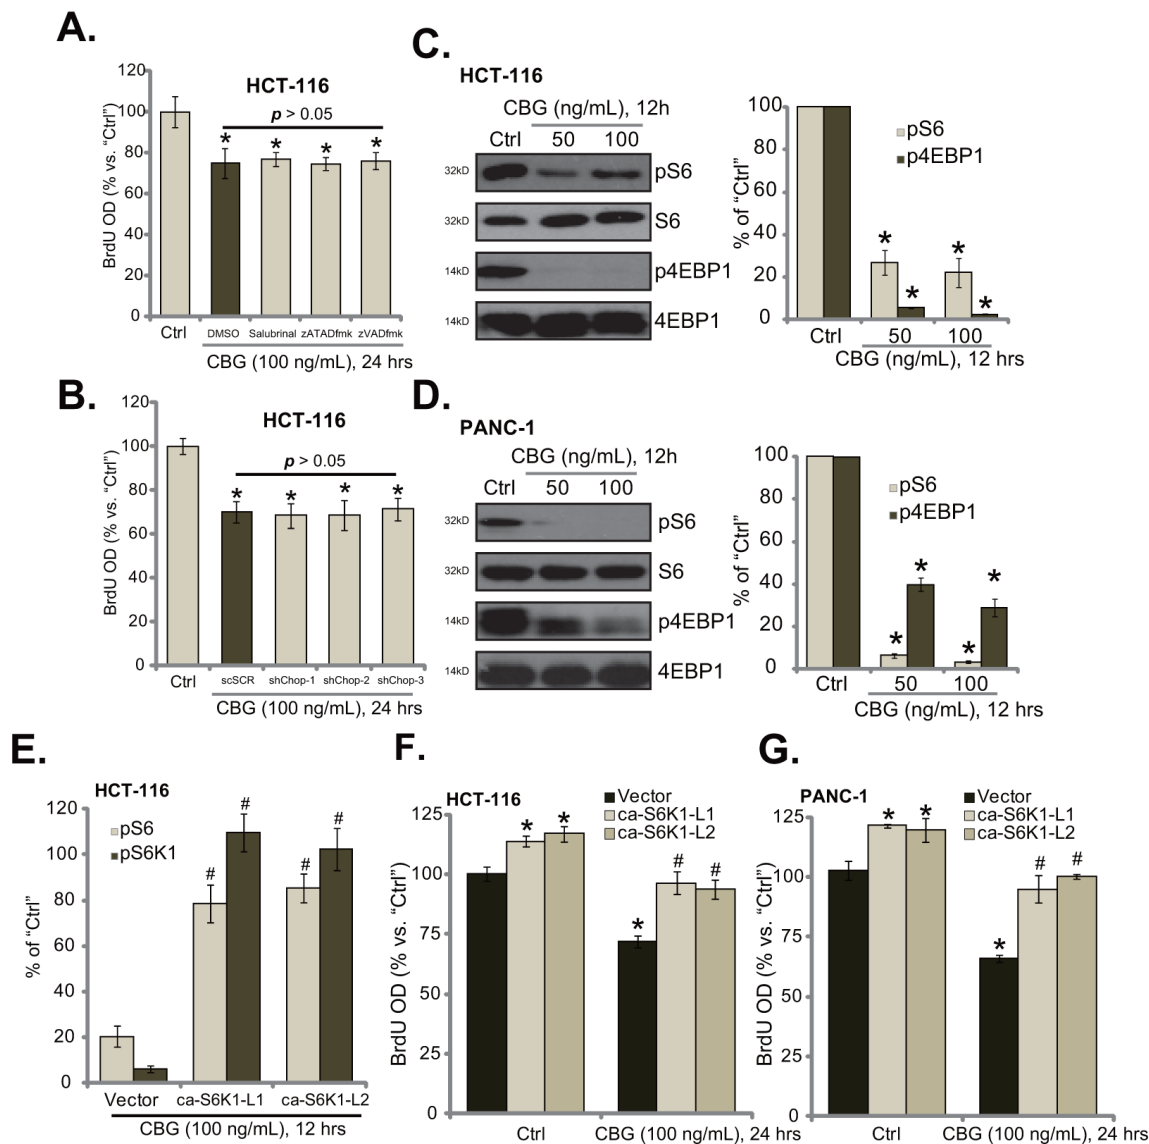 A.
HCT-116
p > 0.05
BrdU OD (% vs. “Ctrl”)
120
100
80
60
40
20
0
* * * *
Ctrl DMSO Salubrinal zATADfmk zVADfmk
CBG (100 ng/mL), 24 hrs
B.
HCT-116
p > 0.05
BrdU OD (% vs. “Ctrl”)
120
100
80
60
40
20
0
* * * *
Ctrl scSCR shChop-1 shChop-2 shChop-3
CBG (100 ng/mL), 24 hrs
C.
HCT-116
CBG (ng/mL), 12h
Ctrl 50 100
32kD pS6
32kD S6
14kD p4EBP1
14kD 4EBP1
% of “Ctrl”
100
80
60
40
20
0
pS6
p4EBP1
* * * *
Ctrl 50 100
CBG (ng/mL), 12 hrs
D.
PANC-1
CBG (ng/mL), 12h
Ctrl 50 100
32kD pS6
32kD S6
14kD p4EBP1
14kD 4EBP1
% of “Ctrl”
100
80
60
40
20
0
pS6
p4EBP1
* * * *
Ctrl 50 100
CBG (ng/mL), 12 hrs
E.
HCT-116
pS6
pS6K1
% of “Ctrl”
120
100
80
60
40
20
0
# # # #
Vector ca-S6K1-L1 ca-S6K1-L2
CBG (100 ng/mL), 12 hrs
F.
HCT-116
Vector
ca-S6K1-L1
ca-S6K1-L2
BrdU OD (% vs. “Ctrl”)
125
100
75
50
25
0
* * * # #
Ctrl CBG (100 ng/mL), 24 hrs
G.
PANC-1
Vector
ca-S6K1-L1
ca-S6K1-L2
BrdU OD (% vs. “Ctrl”)
125
100
75
50
25
0
* * * # #
Ctrl CBG (100 ng/mL), 24 hrs